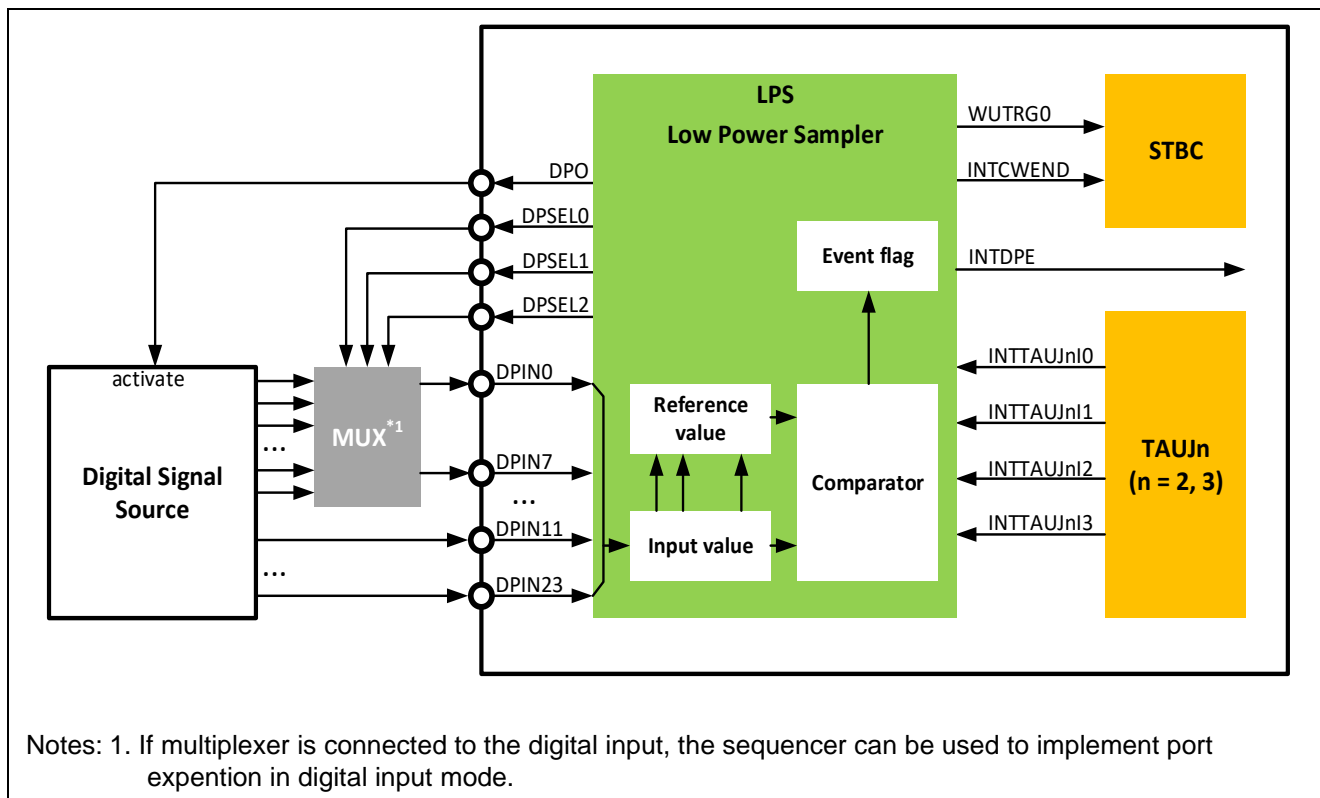 LPS
Low Power Sampler
STBC
WUTRG0
INTCWEND
DPO
DPSEL0
DPSEL1
DPSEL2
Event flag
INTDPE
activate
Digital Signal
Source
...
...
MUX*1
DPIN0
DPIN7
...
DPIN11
DPIN23
Reference
value
Input value
Comparator
INTTAUJnI0
INTTAUJnI1
INTTAUJnI2
INTTAUJnI3
TAUJn
(n = 2, 3)
Notes: 1. If multiplexer is connected to the digital input, the sequencer can be used to implement port
expention in digital input mode.